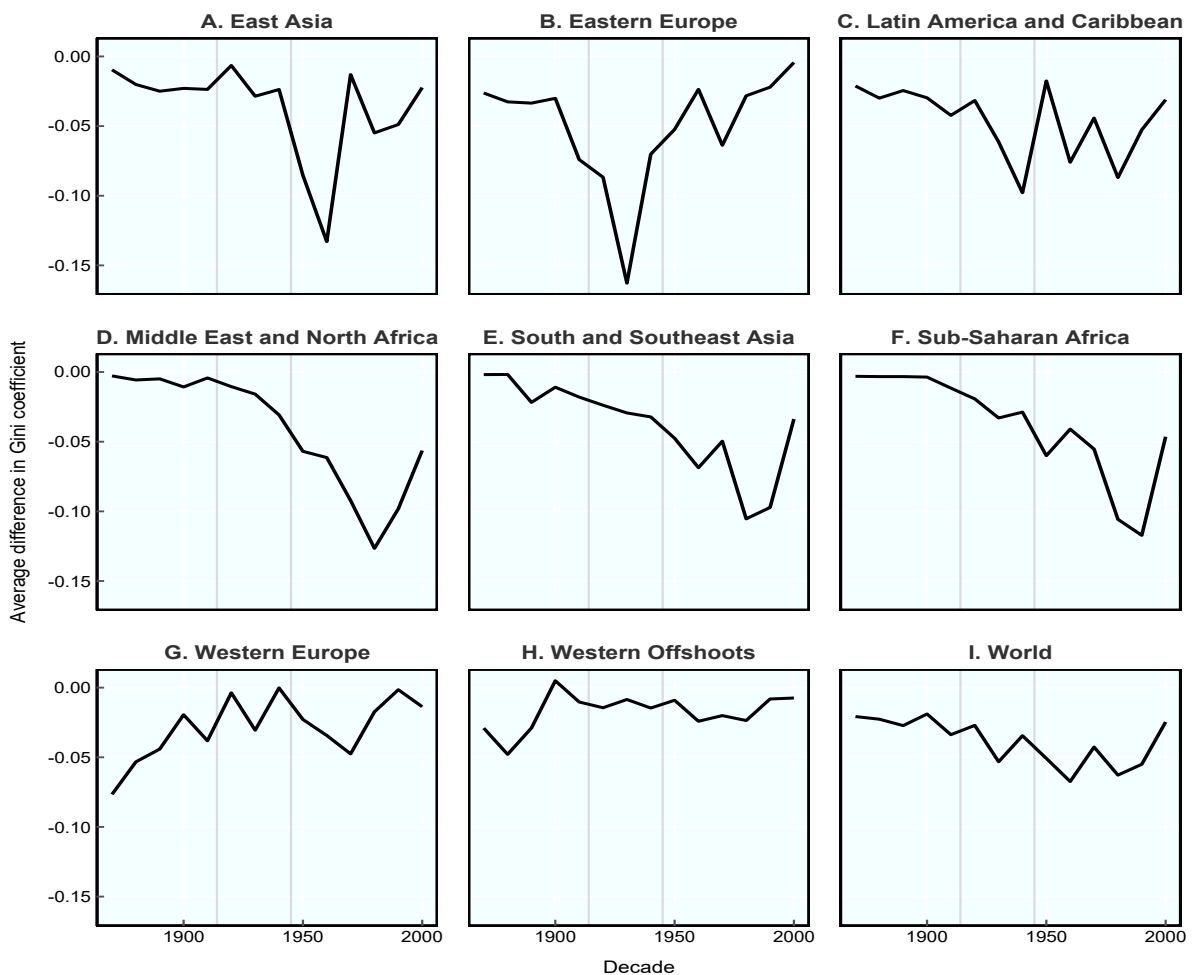 A. East Asia
B. Eastern Europe
C. Latin America and Caribbean
0.00
-0.05
-0.10
-0.15
D. Middle East and North Africa
E. South and Southeast Asia
F. Sub-Saharan Africa
0.00
-0.05
-0.10
-0.15
Average difference in Gini coefficient
G. Western Europe
H. Western Offshoots
I. World
0.00
-0.05
-0.10
-0.15
1900 1950 2000
1900 1950 2000
1900 1950 2000
Decade